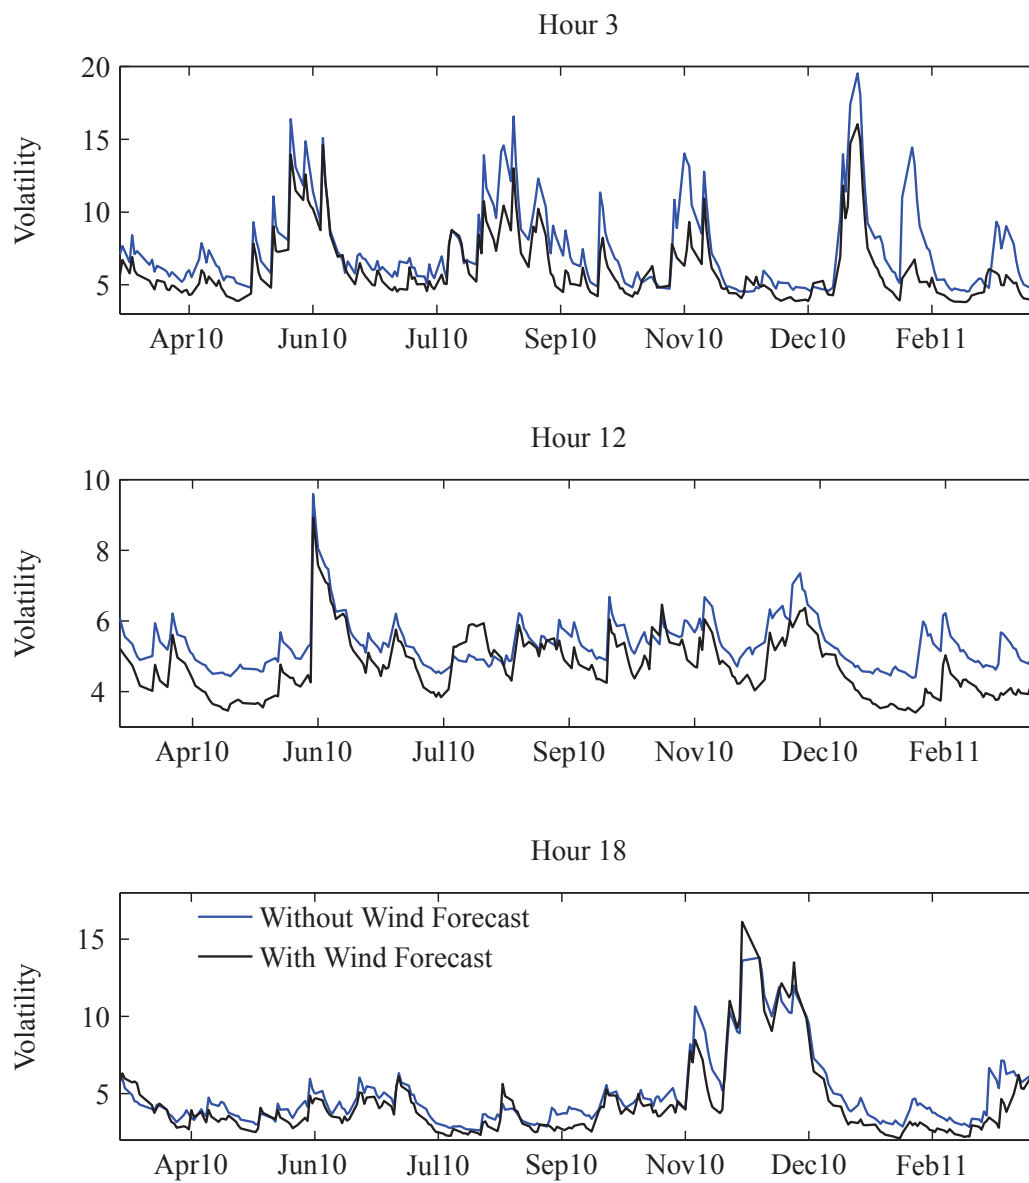 Hour 3
Volatility
20
15
10
5
Apr10 Jun10 Jul10 Sep10 Nov10 Dec10 Feb11
Hour 12
Volatility
10
8
6
4
Apr10 Jun10 Jul10 Sep10 Nov10 Dec10 Feb11
Hour 18
Volatility
15
10
5
Without Wind Forecast
With Wind Forecast
Apr10 Jun10 Jul10 Sep10 Nov10 Dec10 Feb11